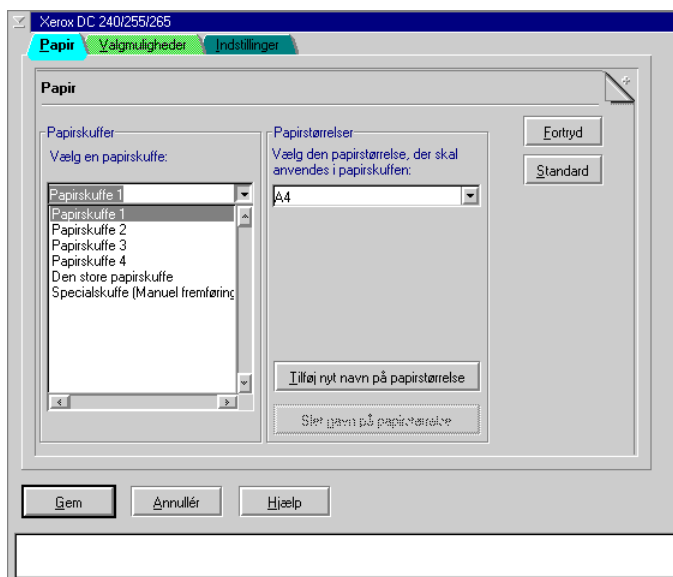 Xerox DC 240/255/265
Papir
Valgmuligheder
Indstillinger
Papir
Papirskuffer
Vælg en papirskuffe:
Papirskuffe 1
Papirskuffe 1
Papirskuffe 2
Papirskuffe 3
Papirskuffe 4
Den store papirskuffe
Specialskuffe (Manuel fremføring
Papirstørrelser
Vælg den papirstørrelse, der skal
anvendes i papirskuffen:
A4
Tilføj nyt navn på papirstørrelse
Slet navn på papirstørrelse
Fortryd
Standard
Gem
Annullér
Hjælp